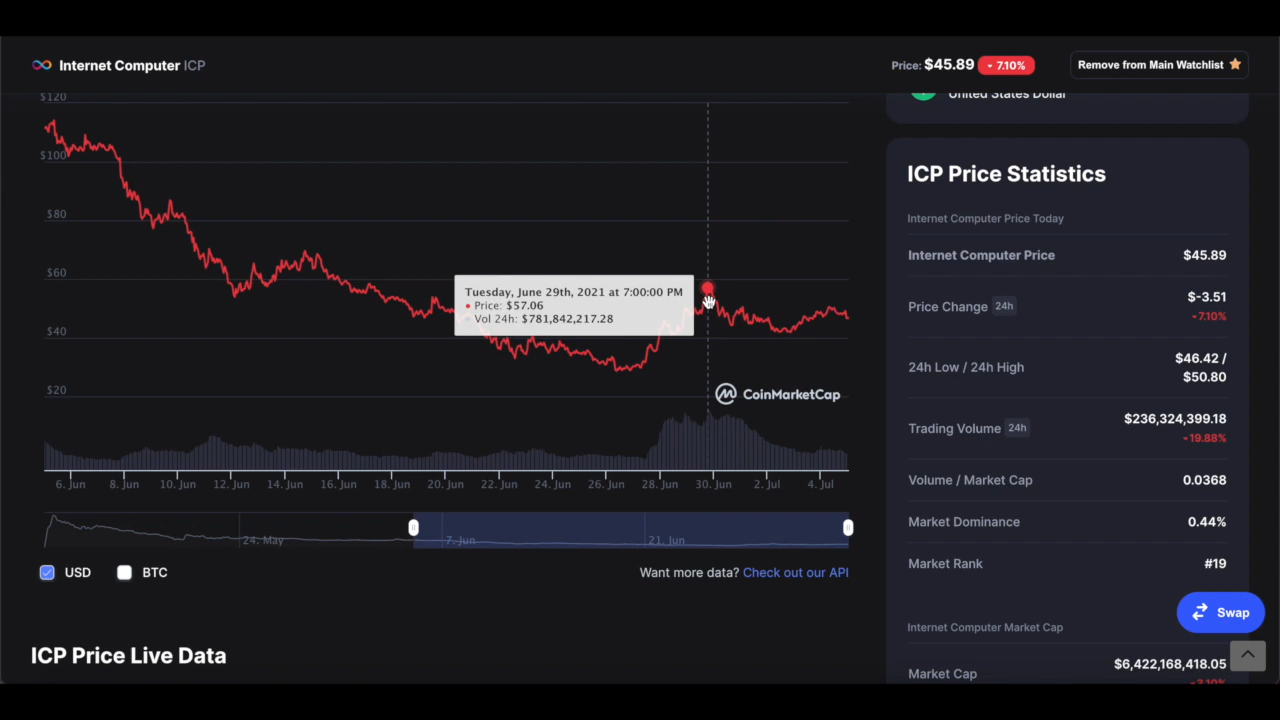 Internet Computer ICP
Price: $45.89 7.10%
Remove from Main Watchlist
$120
$100
$80
$60
$40
$20
Tuesday, June 29th, 2021 at 7:00:00 PM
Price: $57.06
Vol 24h: $781,842,217.28
CoinMarketCap
6. Jun 8. Jun 10. Jun 12. Jun 14. Jun 16. Jun 18. Jun 20. Jun 22. Jun 24. Jun 26. Jun 28. Jun 30. Jun 2. Jul 4. Jul
24. May 7. Jun 21. Jun
USD BTC
Want more data? Check out our API
ICP Price Live Data
United States Dollar
ICP Price Statistics
Internet Computer Price Today
Internet Computer Price $45.89
Price Change 24h $-3.51
7.10%
24h Low / 24h High $46.42 /
$50.80
Trading Volume 24h $236,324,399.18
19.88%
Volume / Market Cap 0.0368
Market Dominance 0.44%
Market Rank #19
Swap
Internet Computer Market Cap
Market Cap $6,422,168,418.05
3.10%